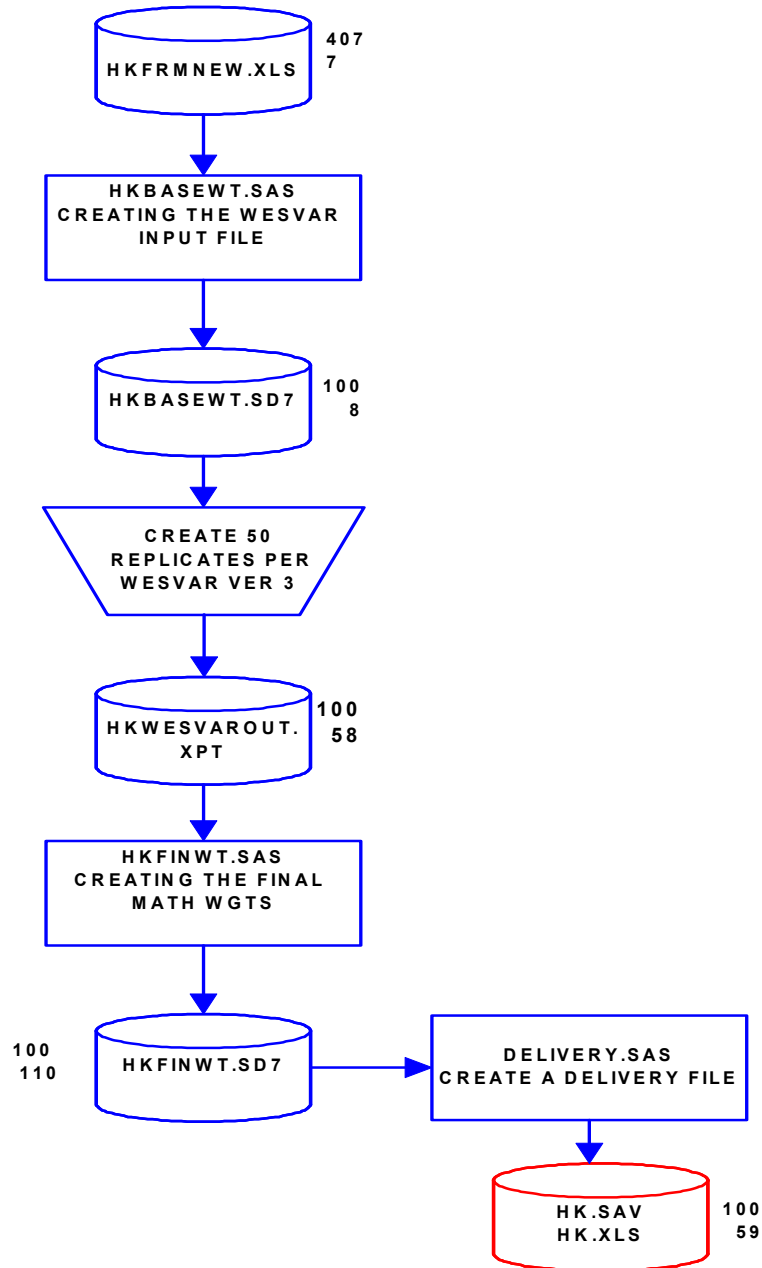 HKFRMNEW.XLS
407
7
HKBASEWT.SAS
CREATING THE WESVAR
INPUT FILE
HKBASEWT.SD7
100
8
CREATE 50
REPLICATES PER
WESVAR VER 3
HKWESVAROUT.
XPT
100
58
HKFINWT.SAS
CREATING THE FINAL
MATH WGTS
100
110
HKFINWT.SD7
DELIVERY.SAS
CREATE A DELIVERY FILE
HK.SAV
HK.XLS
100
59